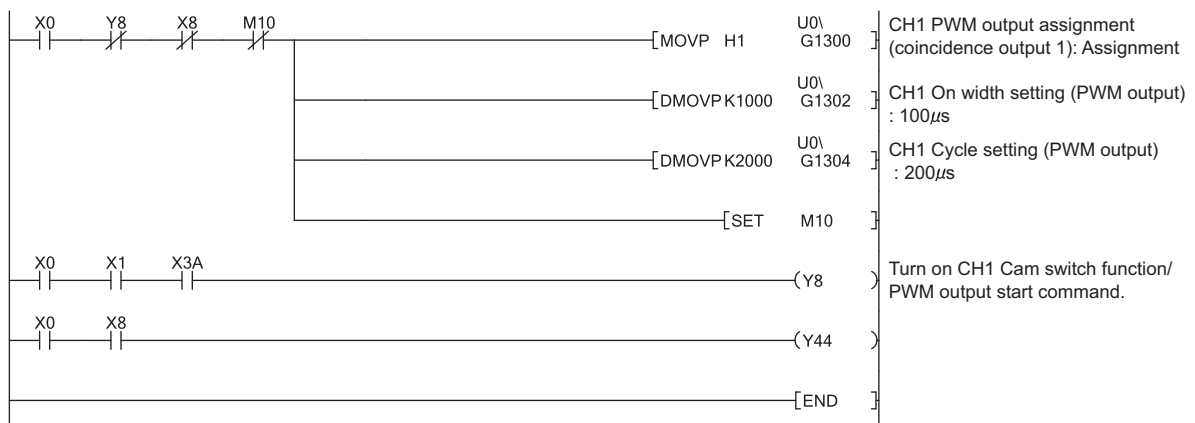 X0 Y8 X8 M10
U0\
[MOVP H1 G1300 ]
CH1 PWM output assignment
(coincidence output 1): Assignment
U0\
[DMOVP K1000 G1302 ]
CH1 On width setting (PWM output)
: 100μs
U0\
[DMOVP K2000 G1304 ]
CH1 Cycle setting (PWM output)
: 200μs
[SET M10 ]
X0 X1 X3A
(Y8 )
Turn on CH1 Cam switch function/
PWM output start command.
X0 X8
(Y44 )
[END ]